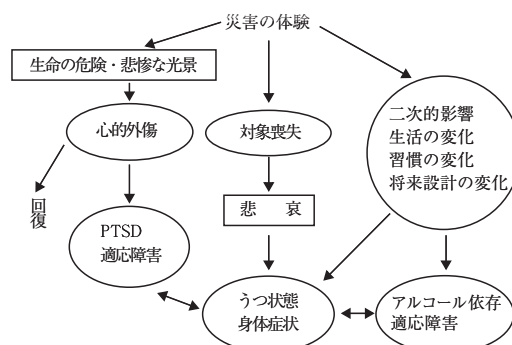 災害の体験
生命の危険・悲惨な光景
心的外傷
対象喪失
二次的影響
生活の変化
習慣の変化
将来設計の変化
回復
悲 哀
PTSD
適応障害
うつ状態
身体症状
アルコール依存
適応障害